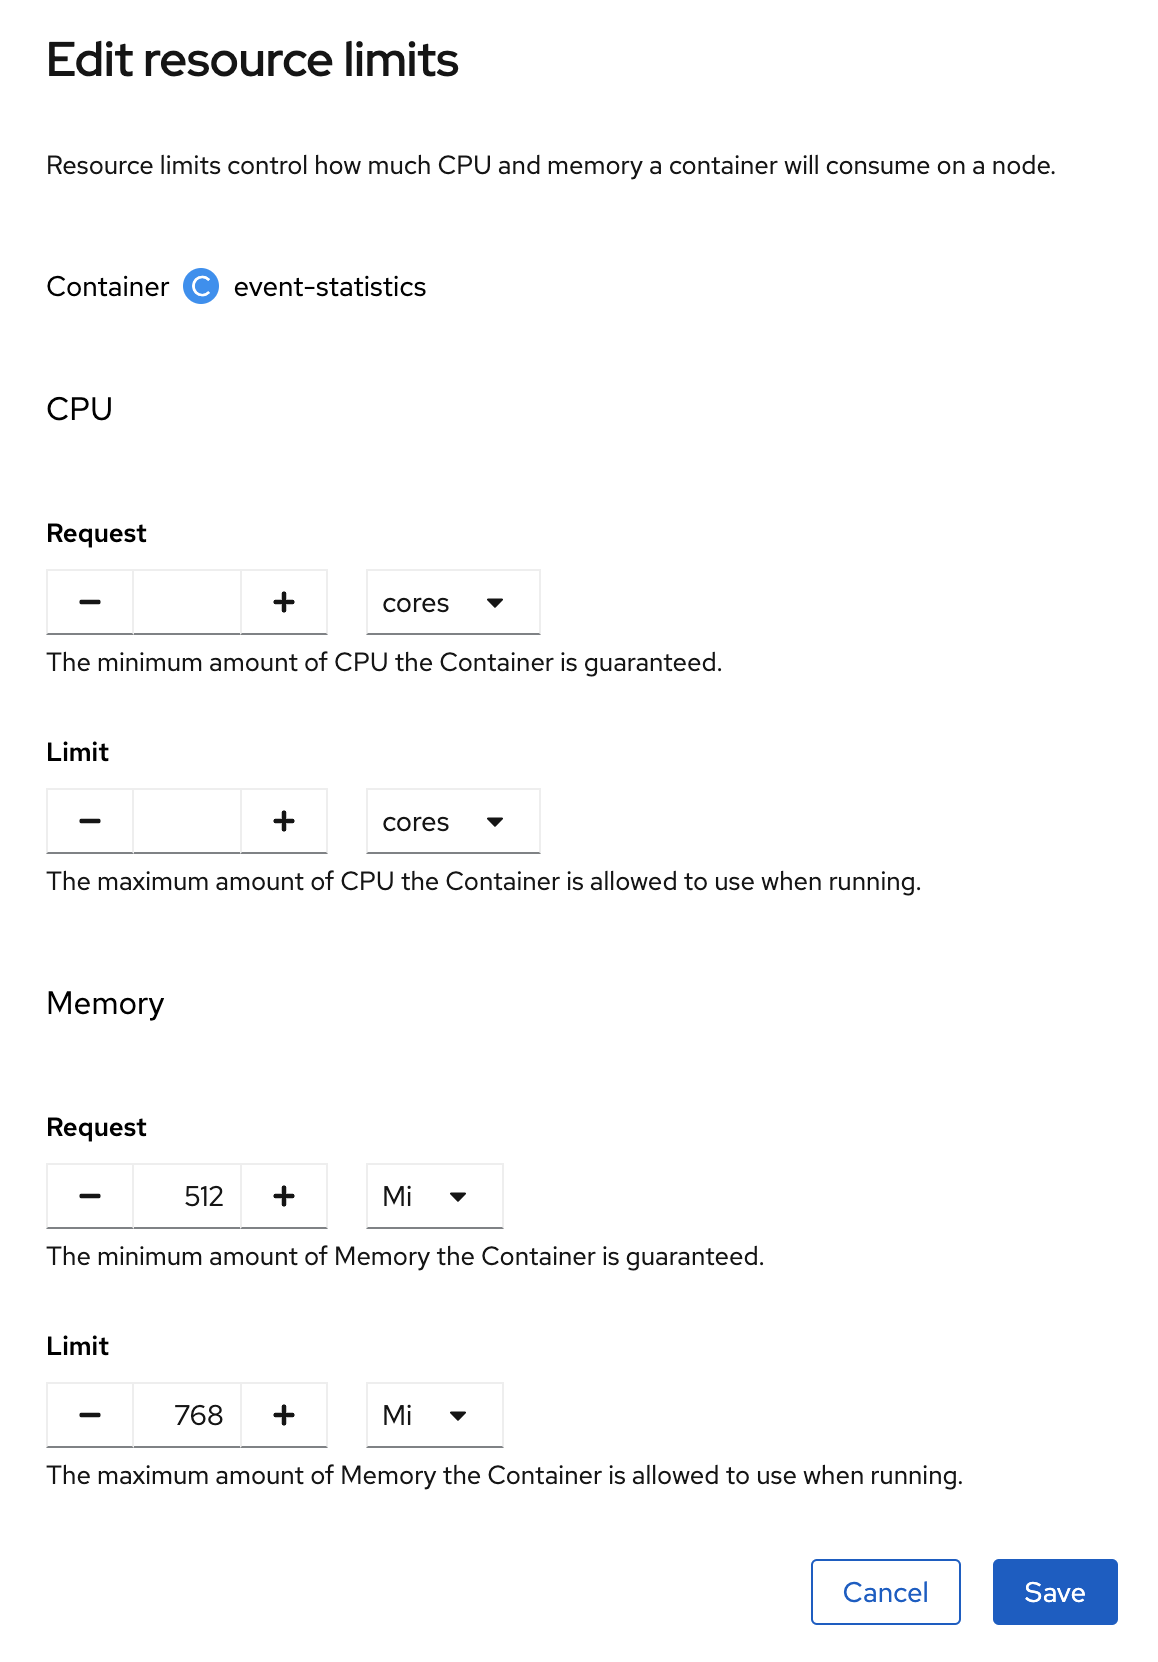 Edit resource limits
Resource limits control how much CPU and memory a container will consume on a node.
Container C event-statistics
CPU
Request
cores
The minimum amount of CPU the Container is guaranteed.
Limit
cores
The maximum amount of CPU the Container is allowed to use when running.
Memory
Request
512 Mi
The minimum amount of Memory the Container is guaranteed.
Limit
768 Mi
The maximum amount of Memory the Container is allowed to use when running.
Cancel Save